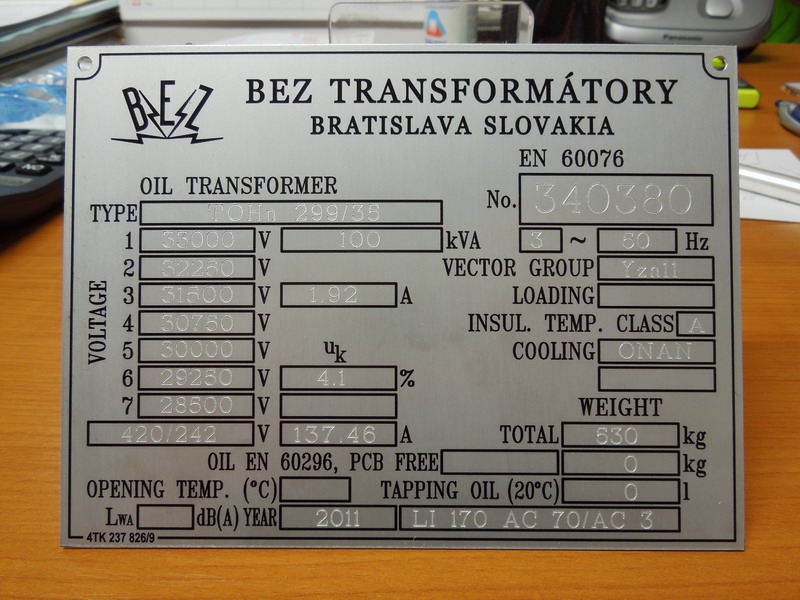 Panasonic
BEZ
BEZ TRANSFORMÁTORY
BRATISLAVA SLOVAKIA
EN 60076
OIL TRANSFORMER
No. 340380
TYPE TOHn 299/35
1 33000 V 100 kVA 3 ~ 50 Hz
2 32250 V VECTOR GROUP Yzn11
3 31500 V 1.92 A LOADING
4 30750 V INSUL. TEMP. CLASS A
VOLTAGE
5 30000 V uk COOLING ONAN
6 29250 V 4.1 %
7 28500 V WEIGHT
420/242 V 137.46 A TOTAL 530 kg
OIL EN 60296, PCB FREE 0 kg
OPENING TEMP. (°C) TAPPING OIL (20°C) 0 l
LWA dB(A) YEAR 2011 LI 170 AC 70/AC 3
4TK 237 826/9